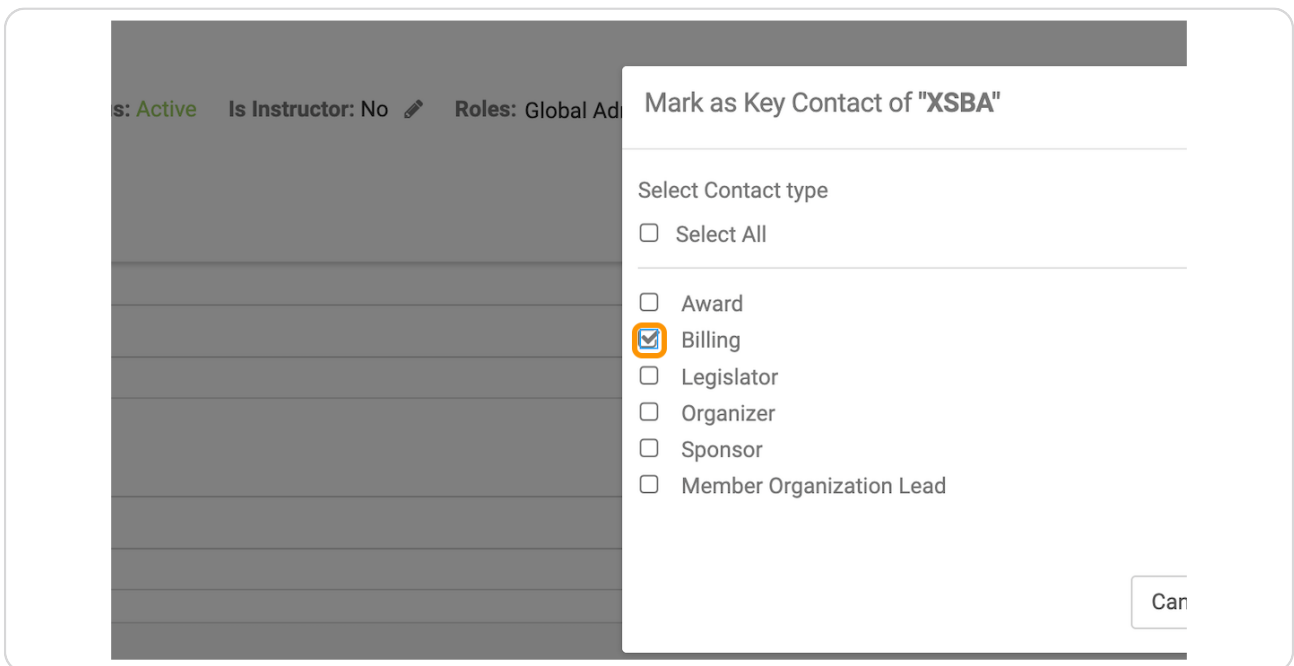 s: Active Is Instructor: No Roles: Global Ad
Mark as Key Contact of "XSBA"
Select Contact type
Select All
Award
Billing
Legislator
Organizer
Sponsor
Member Organization Lead
Can